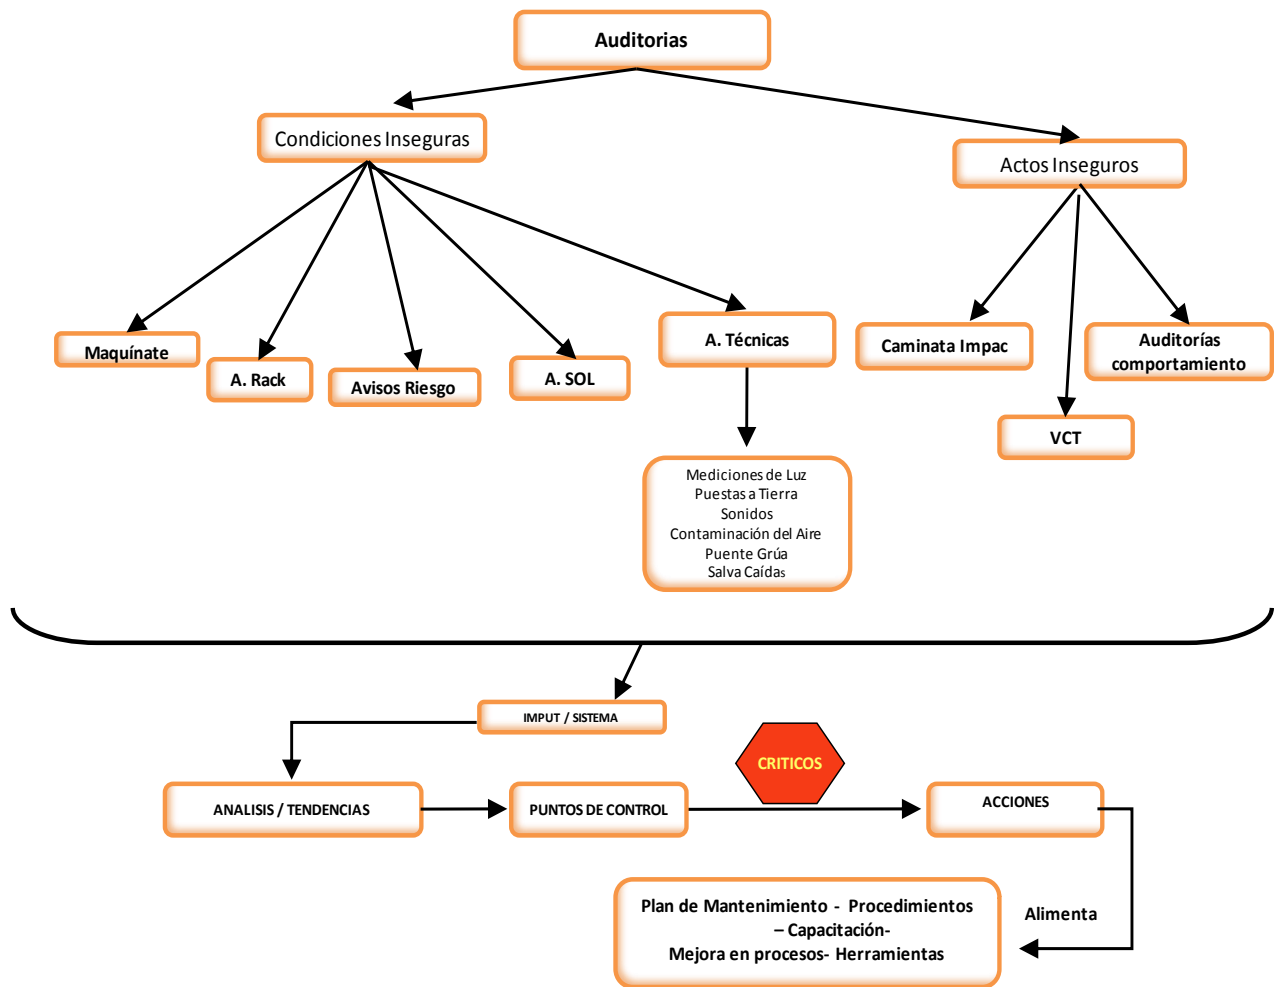 Auditorias
Condiciones Inseguras
Actos Inseguros
Maquínate
A. Rack
Avisos Riesgo
A. SOL
A. Técnicas
Caminata Impac
VCT
Auditorías
comportamiento
Mediciones de Luz
Puestas a Tierra
Sonidos
Contaminación del Aire
Puente Grúa
Salva Caídas
IMPUT / SISTEMA
ANALISIS / TENDENCIAS
PUNTOS DE CONTROL
CRITICOS
ACCIONES
Alimenta
Plan de Mantenimiento - Procedimientos
– Capacitación-
Mejora en procesos- Herramientas